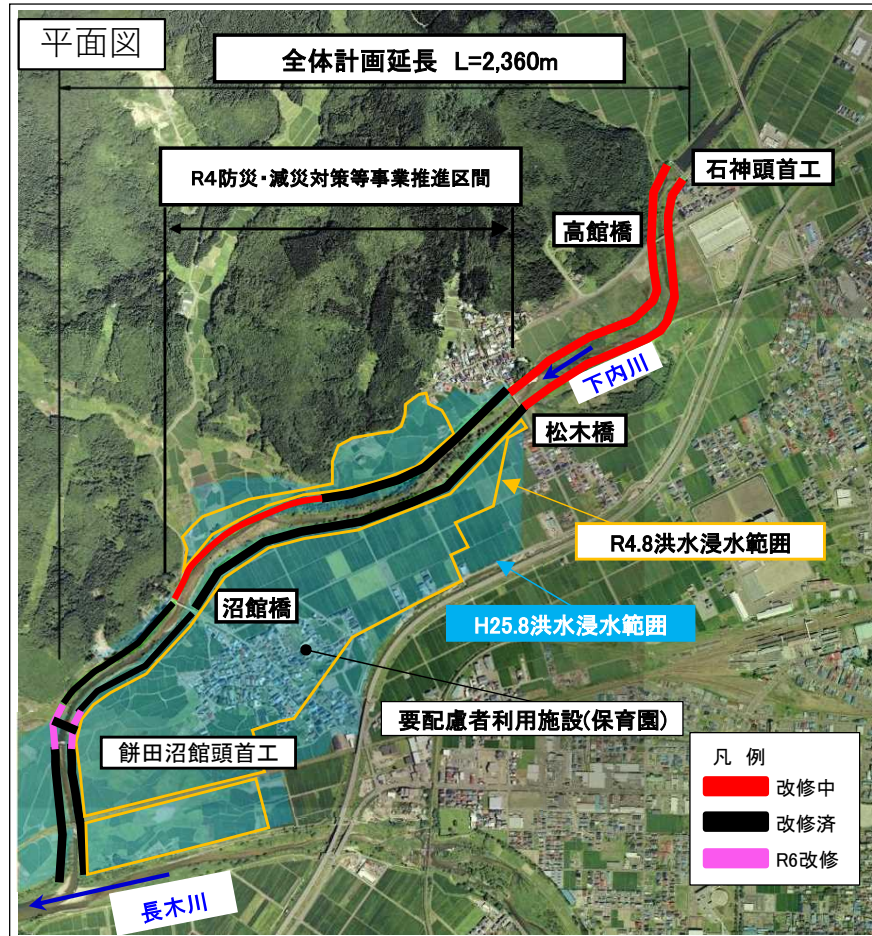 平面図
全体計画延長 L=2,360m
R4防災・減災対策等事業推進区間
石神頭首工
高館橋
下内川
松木橋
R4.8洪水浸水範囲
H25.8洪水浸水範囲
沼館橋
要配慮者利用施設(保育園)
餅田沼館頭首工
長木川
凡 例
改修中
改修済
R6改修